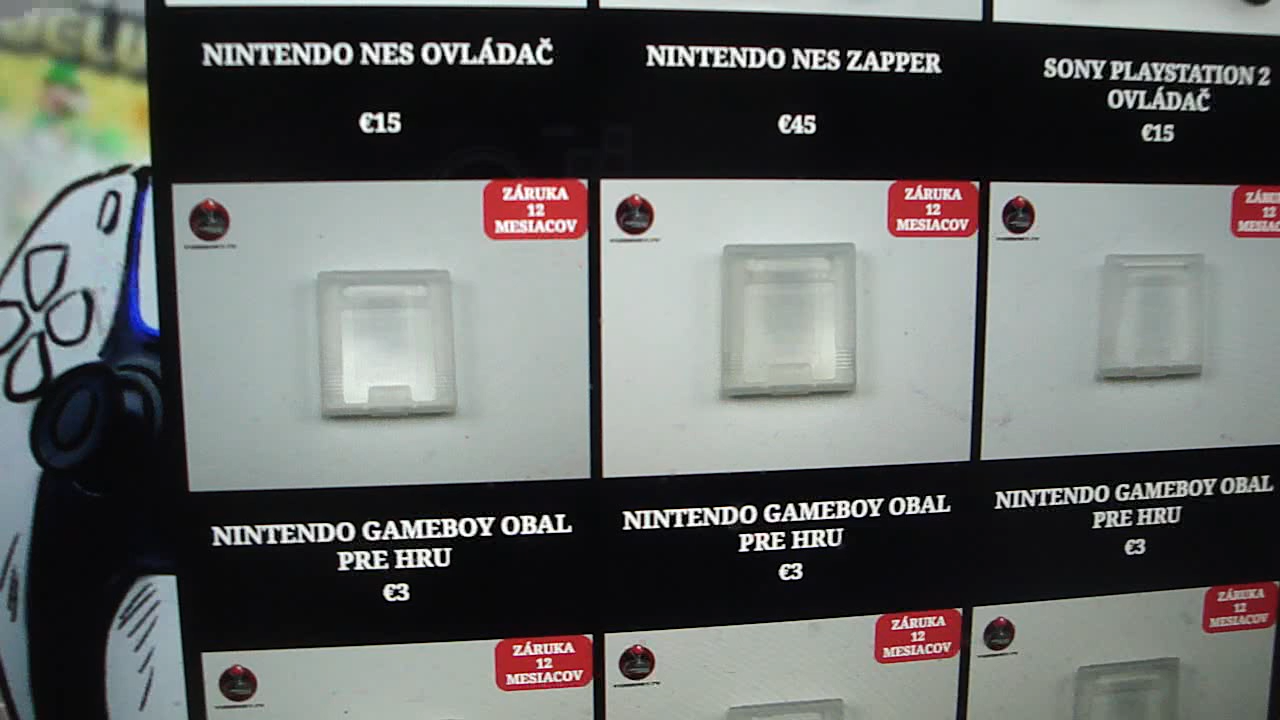 NINTENDO NES OVLÁDAČ
€15
NINTENDO NES ZAPPER
€45
SONY PLAYSTATION 2
OVLÁDAČ
€15
ZÁRUKA
12
MESIACOV
ZÁRUKA
12
MESIACOV
12
NINTENDO GAMEBOY OBAL
PRE HRU
€3
NINTENDO GAMEBOY OBAL
PRE HRU
€3
NINTENDO GAMEBOY OBAL
PRE HRU
€3
ZÁRUKA
12
MESIACOV
ZÁRUKA
12
MESIACOV
ZÁRUKA
12
MESIACOV